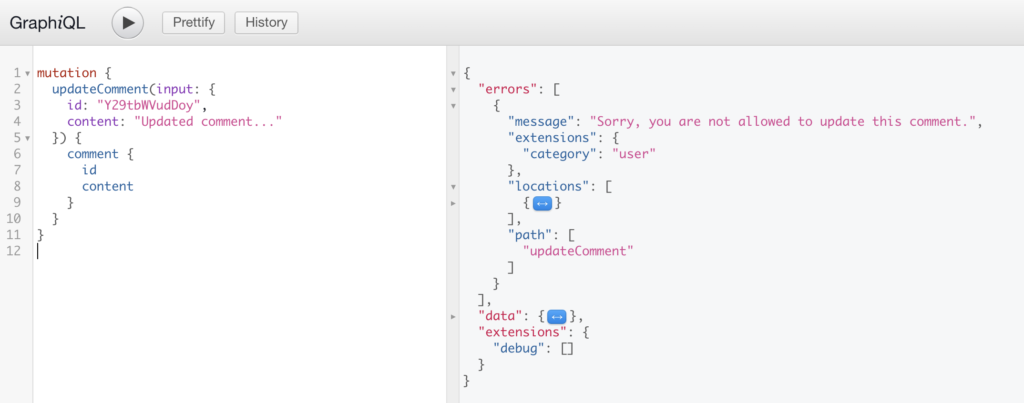 GraphiQL Prettify History
1 mutation {
2 updateComment(input: {
3 id: "Y29tbWVudDoy",
4 content: "Updated comment..."
5 }) {
6 comment {
7 id
8 content
9 }
10 }
11 }
12
{
"errors": [
{
"message": "Sorry, you are not allowed to update this comment.",
"extensions": {
"category": "user"
},
"locations": [
{↔}
],
"path": [
"updateComment"
]
}
],
"data": {↔},
"extensions": {
"debug": []
}
}